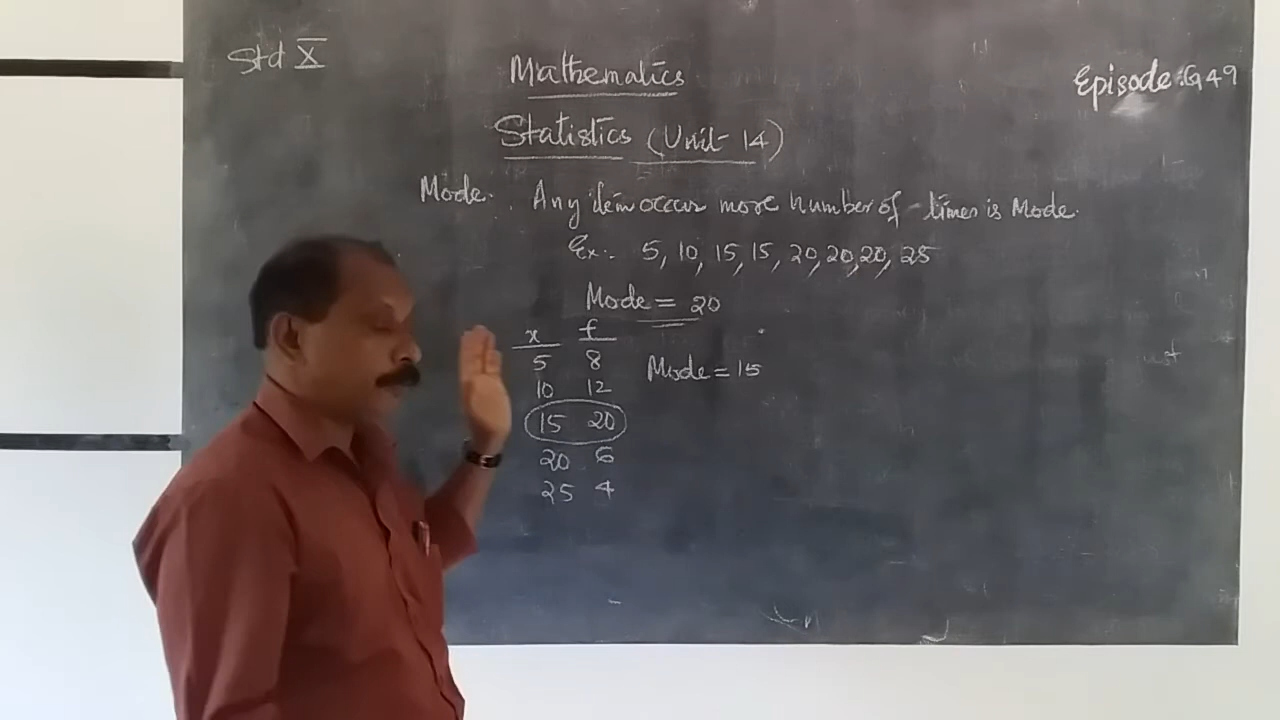 Std X
Mathematics
Episode: G49
Statistics (Unit-14)
Mode: Any item occur more number of times is Mode.
Ex: 5, 10, 15, 15, 20, 20, 20, 25
Mode = 20
x f
5 8
Mode = 15
10 12
15 20
20 6
25 4